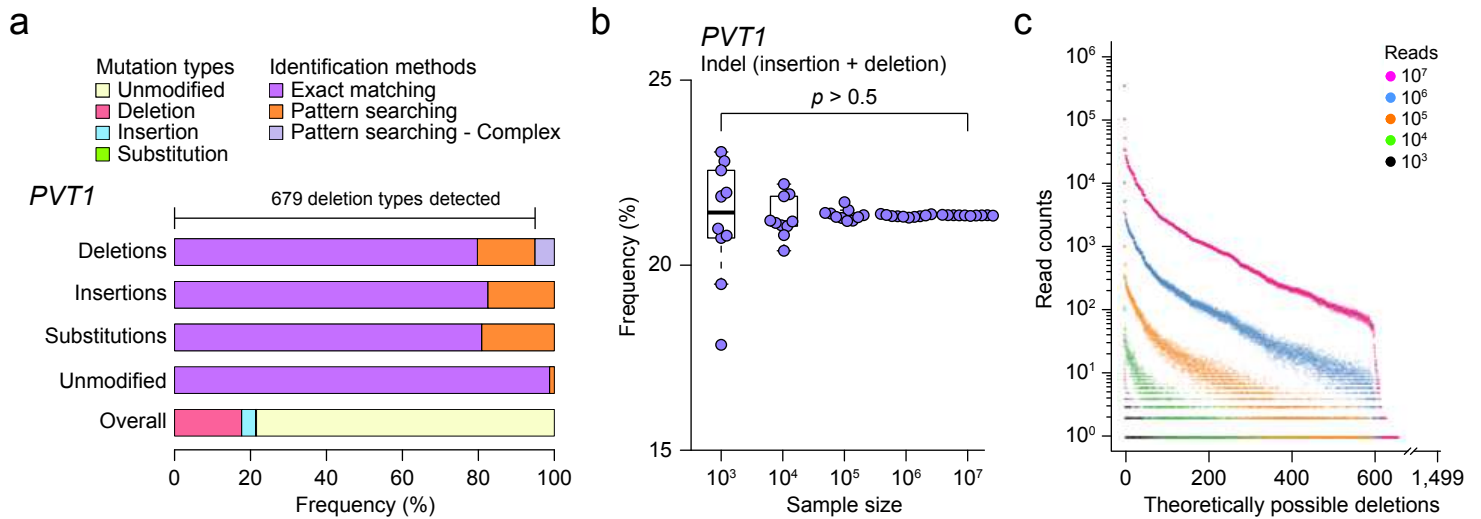 a
Mutation types
Unmodified
Deletion
Insertion
Substitution
Identification methods
Exact matching
Pattern searching
Pattern searching - Complex
PVT1
679 deletion types detected
Deletions
Insertions
Substitutions
Unmodified
Overall
0 20 40 60 80 100
Frequency (%)
b
PVT1
Indel (insertion + deletion)
p > 0.5
25
20
15
Frequency (%)
10³ 10⁴ 10⁵ 10⁶ 10⁷
Sample size
c
Reads
10⁷
10⁶
10⁵
10⁴
10³
10⁶
10⁵
10⁴
10³
10²
10¹
10⁰
Read counts
0 200 400 600 1,499
Theoretically possible deletions